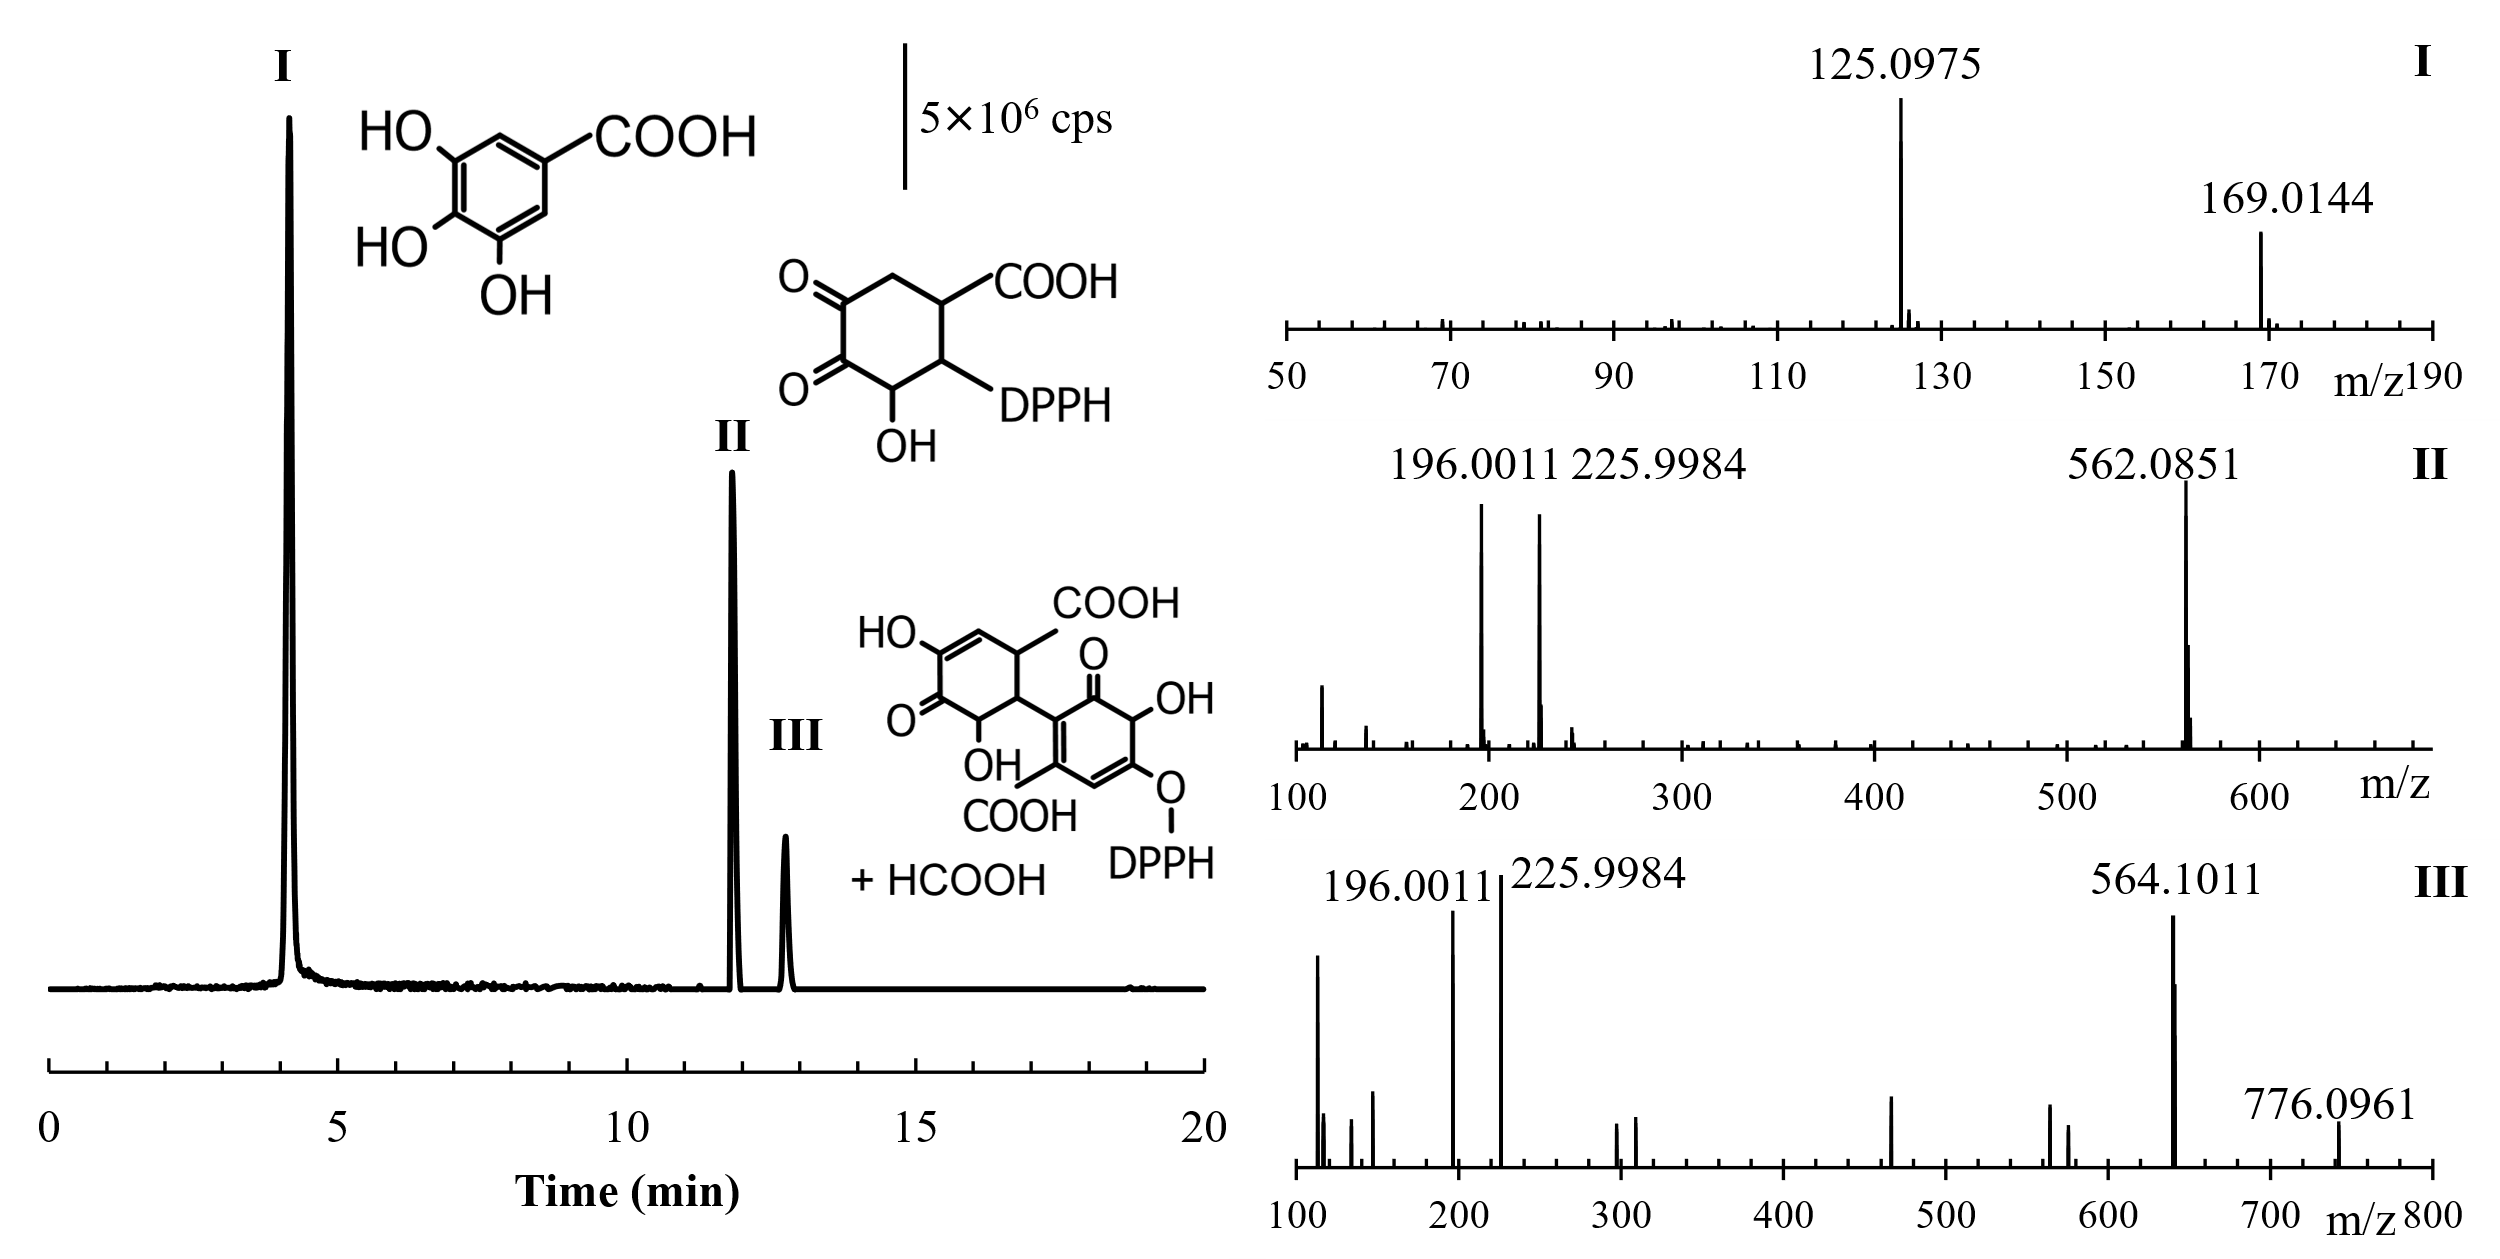 I
HO
COOH
HO
OH
5×10⁶ cps
O
COOH
O
DPPH
OH
II
COOH
HO
O
OH
O
OH
O
COOH
DPPH
+ HCOOH
III
0 5 10 15 20
Time (min)
125.0975
169.0144
I
50 70 90 110 130 150 170 m/z 190
196.0011 225.9984
562.0851
II
100 200 300 400 500 600 m/z
196.0011
225.9984
564.1011
III
776.0961
100 200 300 400 500 600 700 m/z 800